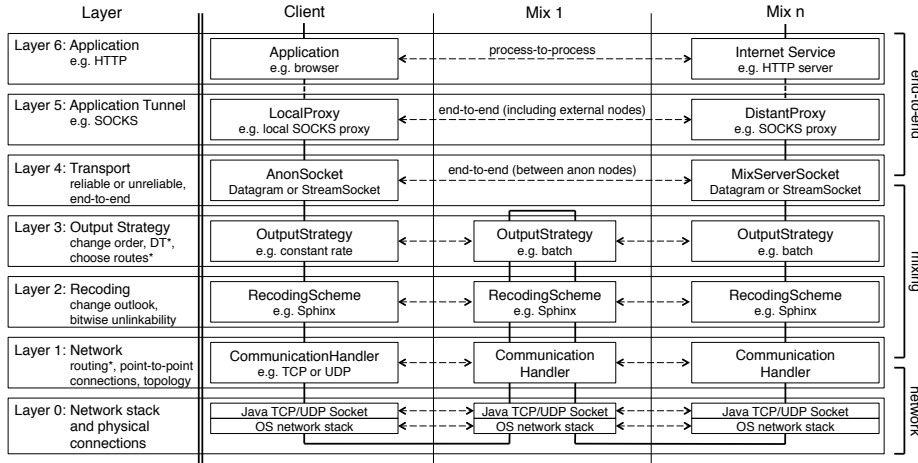 Layer
Client
Mix 1
Mix n
Layer 6: Application
e.g. HTTP
Application
e.g. browser
process-to-process
Internet Service
e.g. HTTP server
Layer 5: Application Tunnel
e.g. SOCKS
LocalProxy
e.g. local SOCKS proxy
end-to-end (including external nodes)
DistantProxy
e.g. SOCKS proxy
end-to-end
Layer 4: Transport
reliable or unreliable,
end-to-end
AnonSocket
Datagram or StreamSocket
end-to-end (between anon nodes)
MixServerSocket
Datagram or StreamSocket
Layer 3: Output Strategy
change order, DT*,
choose routes*
OutputStrategy
e.g. constant rate
OutputStrategy
e.g. batch
OutputStrategy
e.g. batch
mixing
Layer 2: Recoding
change outlook,
bitwise unlinkability
RecodingScheme
e.g. Sphinx
RecodingScheme
e.g. Sphinx
RecodingScheme
e.g. Sphinx
Layer 1: Network
routing*, point-to-point
connections, topology
CommunicationHandler
e.g. TCP or UDP
Communication
Handler
Communication
Handler
Layer 0: Network stack
and physical
connections
Java TCP/UDP Socket
OS network stack
Java TCP/UDP Socket
OS network stack
Java TCP/UDP Socket
OS network stack
network